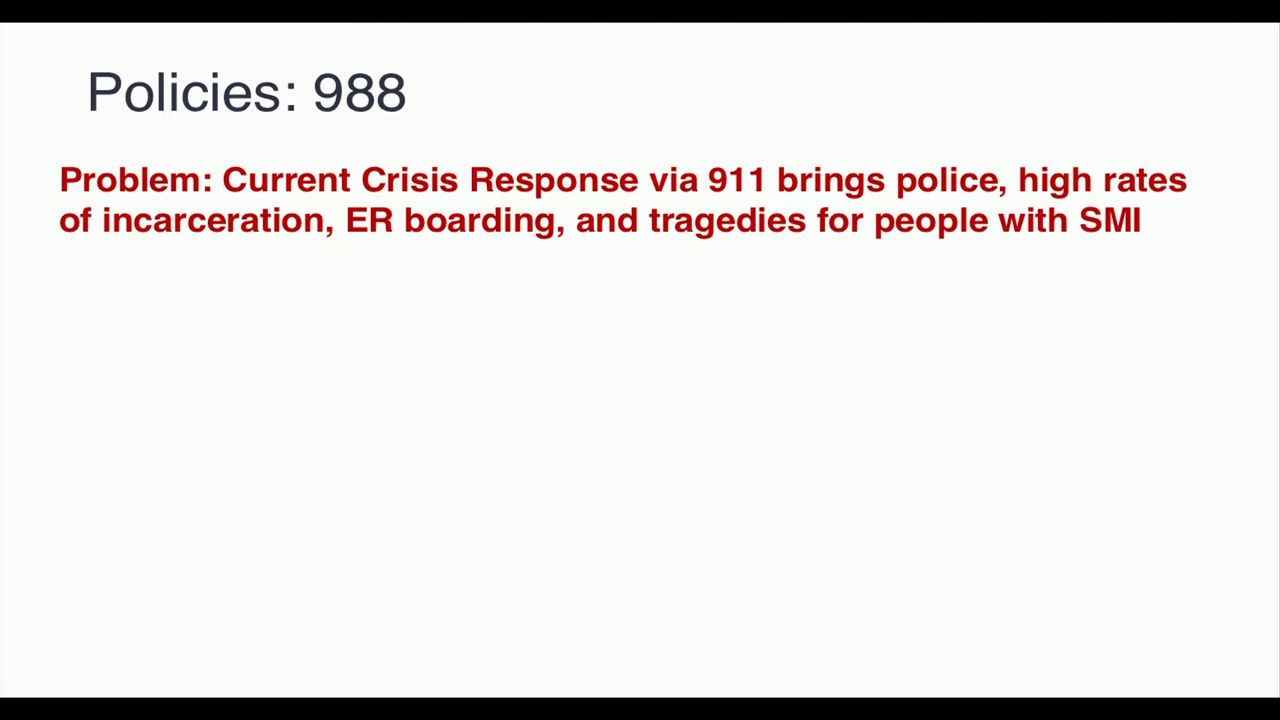 Policies: 988
Problem: Current Crisis Response via 911 brings police, high rates
of incarceration, ER boarding, and tragedies for people with SMI